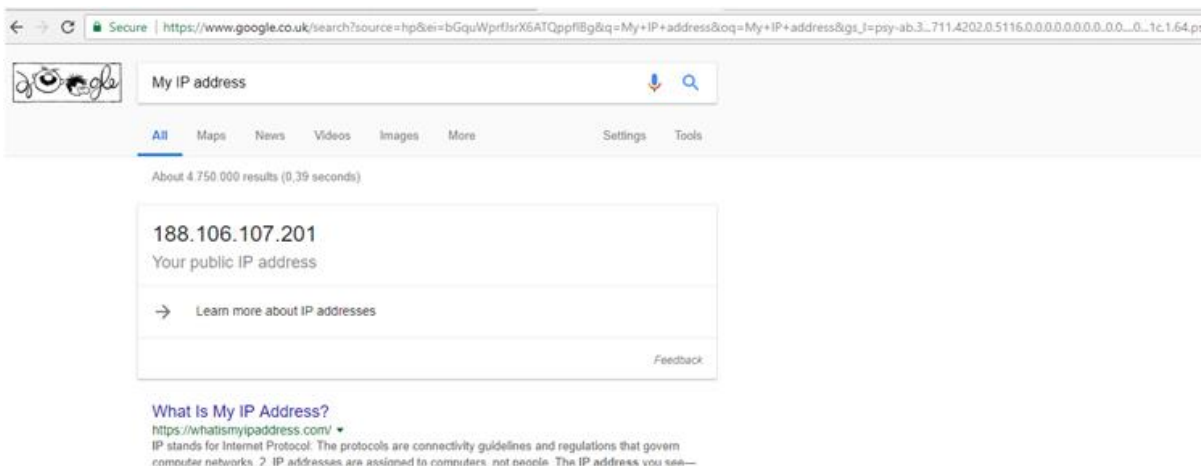 Secure | https://www.google.co.uk/search?source=hp&ei=bGquWprfJsrX6ATQppflBg&q=My+IP+address&oq=My+IP+address&gs_l=psy-ab.3...711.4202.0.5116.0.0.0.0.0.0.0.0..0.0....0...1c.1.64.ps
Google
My IP address
All Maps News Videos Images More Settings Tools
About 4.750.000 results (0,39 seconds)
188.106.107.201
Your public IP address
Learn more about IP addresses
Feedback
What Is My IP Address?
https://whatismyipaddress.com/
IP stands for Internet Protocol. The protocols are connectivity guidelines and regulations that govern
computer networks. 2. IP addresses are assigned to computers, not people. The IP address you see—